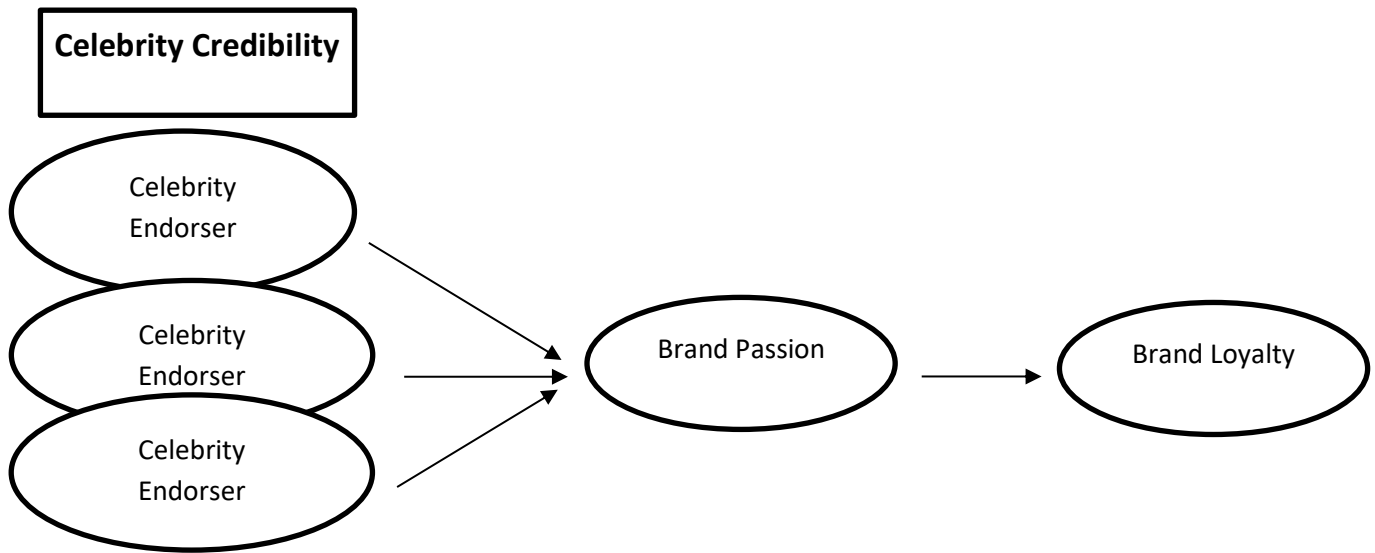 Celebrity Credibility
Celebrity
Endorser
Celebrity
Endorser
Celebrity
Endorser
Brand Passion
Brand Loyalty